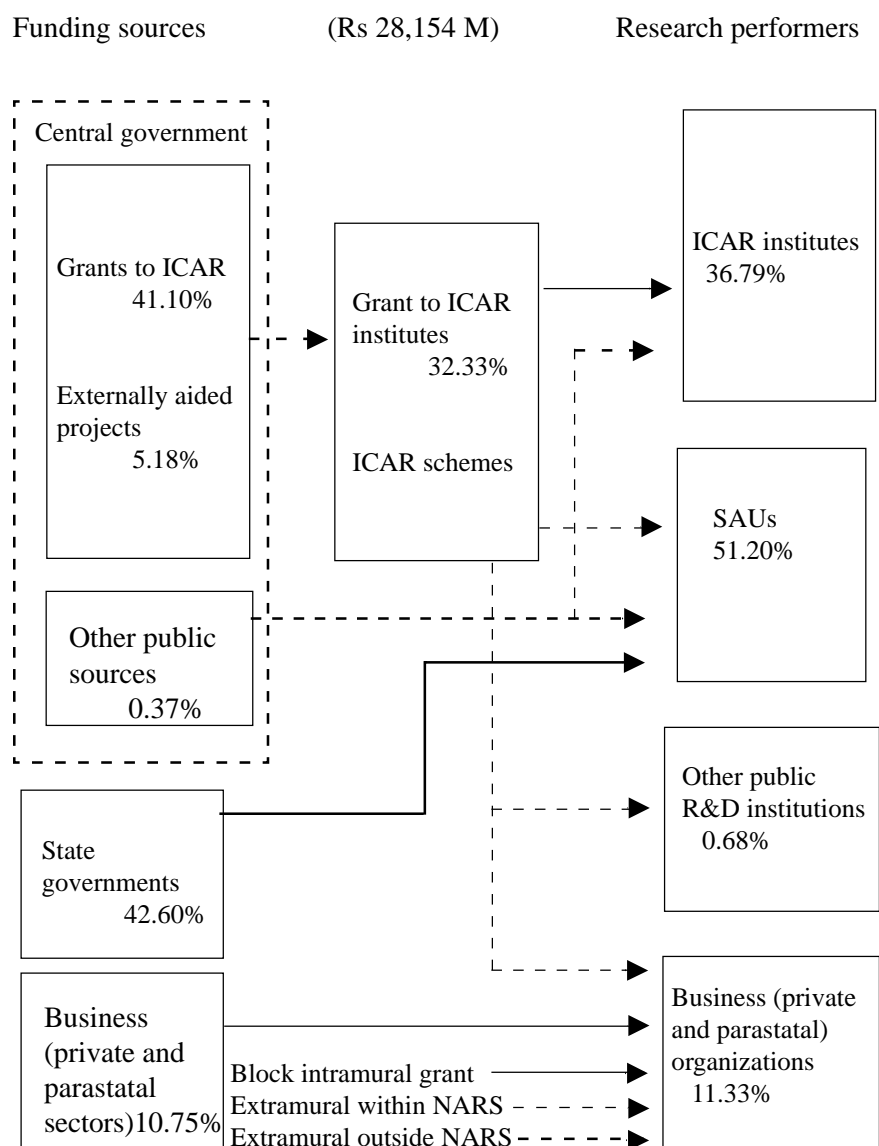 Funding sources (Rs 28,154 M) Research performers
Central government
Grants to ICAR
41.10%
Externally aided
projects
5.18%
Other public
sources
0.37%
State
governments
42.60%
Business
(private and
parastatal
sectors)10.75%
Grant to ICAR
institutes
32.33%
ICAR schemes
ICAR institutes
36.79%
SAUs
51.20%
Other public
R&D institutions
0.68%
Business (private
and parastatal)
organizations
11.33%
Block intramural grant
Extramural within NARS
Extramural outside NARS